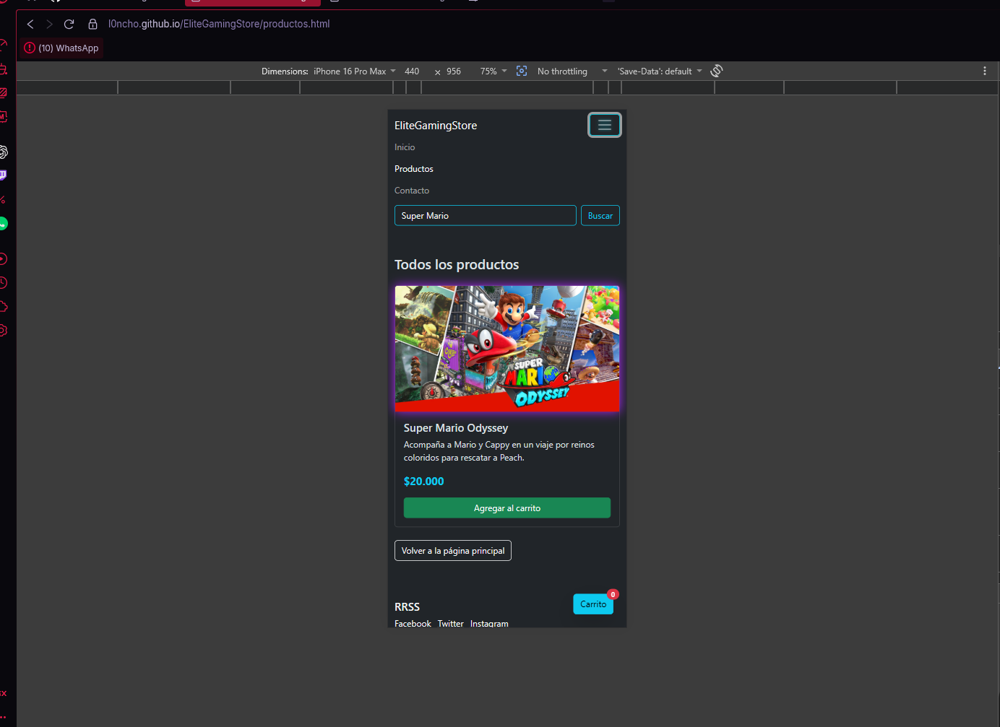 l0ncho.github.io/EliteGamingStore/productos.html
(10) WhatsApp
Dimensions: iPhone 16 Pro Max 440 × 956 75% No throttling 'Save-Data': default
EliteGamingStore
Inicio
Productos
Contacto
Super Mario Buscar
Todos los productos
SUPER
MARIO
ODYSSEY
Super Mario Odyssey
Acompaña a Mario y Cappy en un viaje por reinos
coloridos para rescatar a Peach.
$20.000
Agregar al carrito
Volver a la página principal
0
Carrito
RRSS
Facebook Twitter Instagram